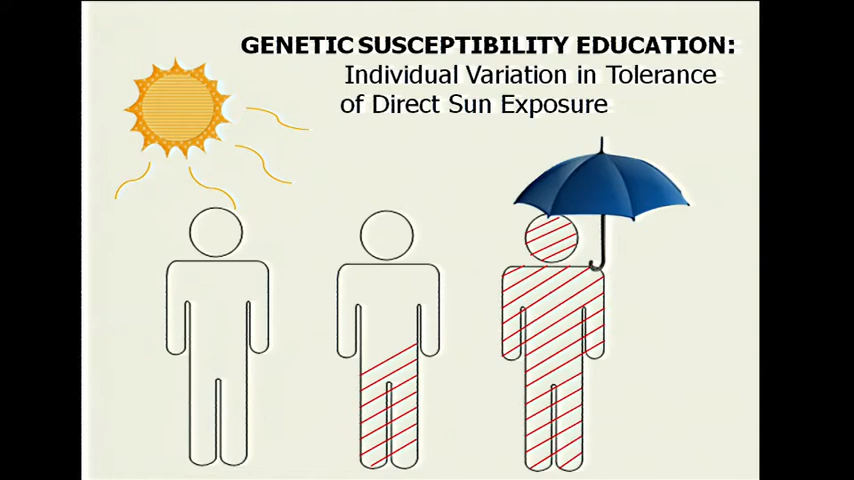 GENETIC SUSCEPTIBILITY EDUCATION:
Individual Variation in Tolerance
of Direct Sun Exposure